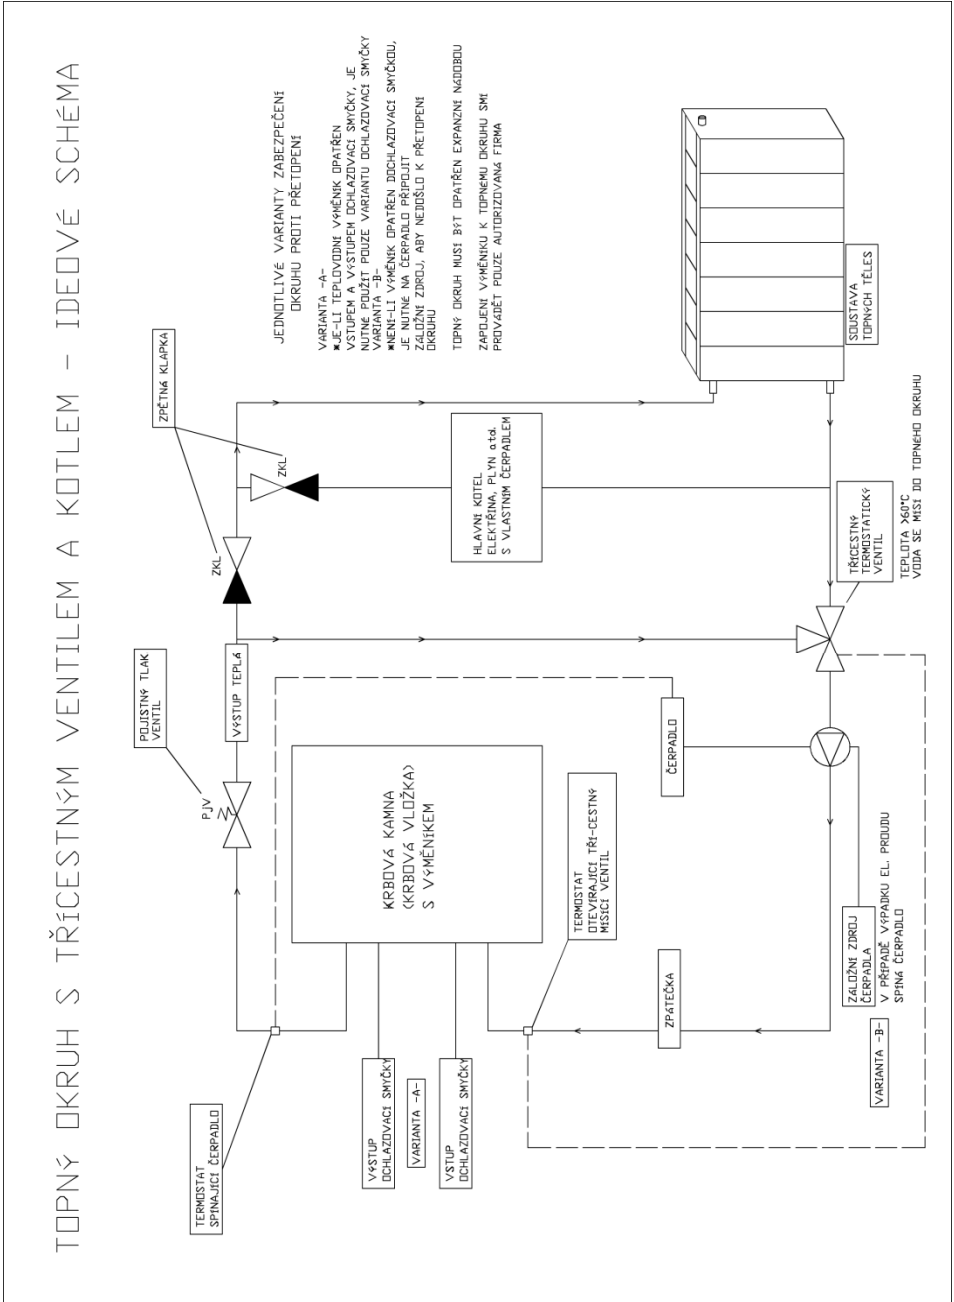 TOPNÝ OKRUH S TŘÍCESTNÝM VENTILEM A KOTLEM - IDEOVÉ SCHÉMA
TERMOSTAT
SPÍNAJÍCÍ ČERPADLO
PJV
POJISTNÝ TLAK
VENTIL
VÝSTUP TEPLÁ
ZKL
ZPĚTNÁ KLAPKA
ZKL
JEDNOTLIVÉ VARIANTY ZABEZPEČENÍ
OKRUHU PROTI PŘETOPENÍ
VARIANTA -A-
*JE-LI TEPLOVODNÍ VÝMĚNÍK OPATŘEN
VSTUPEM A VÝSTUPEM OCHLAZOVACÍ SMYČKY, JE
NUTNÉ POUŽÍT POUZE VARIANTU OCHLAZOVACÍ SMYČKY
VARIANTA -B-
*NENÍ-LI VÝMĚNÍK OPATŘEN DOCHLAZOVACÍ SMYČKOU,
JE NUTNÉ NA ČERPADLO PŘIPOJIT
ZÁLOŽNÍ ZDROJ, ABY NEDOŠLO K PŘETOPENÍ
OKRUHU
TOPNÝ OKRUH MUSÍ BÝT OPATŘEN EXPANZNÍ NÁDOBOU
ZAPOJENÍ VÝMĚNÍKU K TOPNÉMU OKRUHU SMÍ
PROVÁDĚT POUZE AUTORIZOVANÁ FIRMA
VÝSTUP
OCHLAZOVACÍ SMYČKY
VARIANTA -A-
VSTUP
OCHLAZOVACÍ SMYČKY
KRBOVÁ KAMNA
(KRBOVÁ VLOŽKA)
S VÝMĚNÍKEM
HLAVNÍ KOTEL
ELEKTŘINA, PLYN atd.
S VLASTNÍM ČERPADLEM
TERMOSTAT
OTEVÍRAJÍCÍ TŘÍ-CESTNÝ
MÍSÍCÍ VENTIL
ZPÁTEČKA
ČERPADLO
SOUSTAVA
TOPNÝCH TĚLES
TŘÍCESTNÝ
TERMOSTATICKÝ
VENTIL
TEPLOTA >60°C
VODA SE MÍSÍ DO TOPNÉHO OKRUHU
ZÁLOŽNÍ ZDROJ
ČERPADLA
V PŘÍPADĚ VÝPADKU EL. PROUDU
SPÍNÁ ČERPADLO
VARIANTA -B-